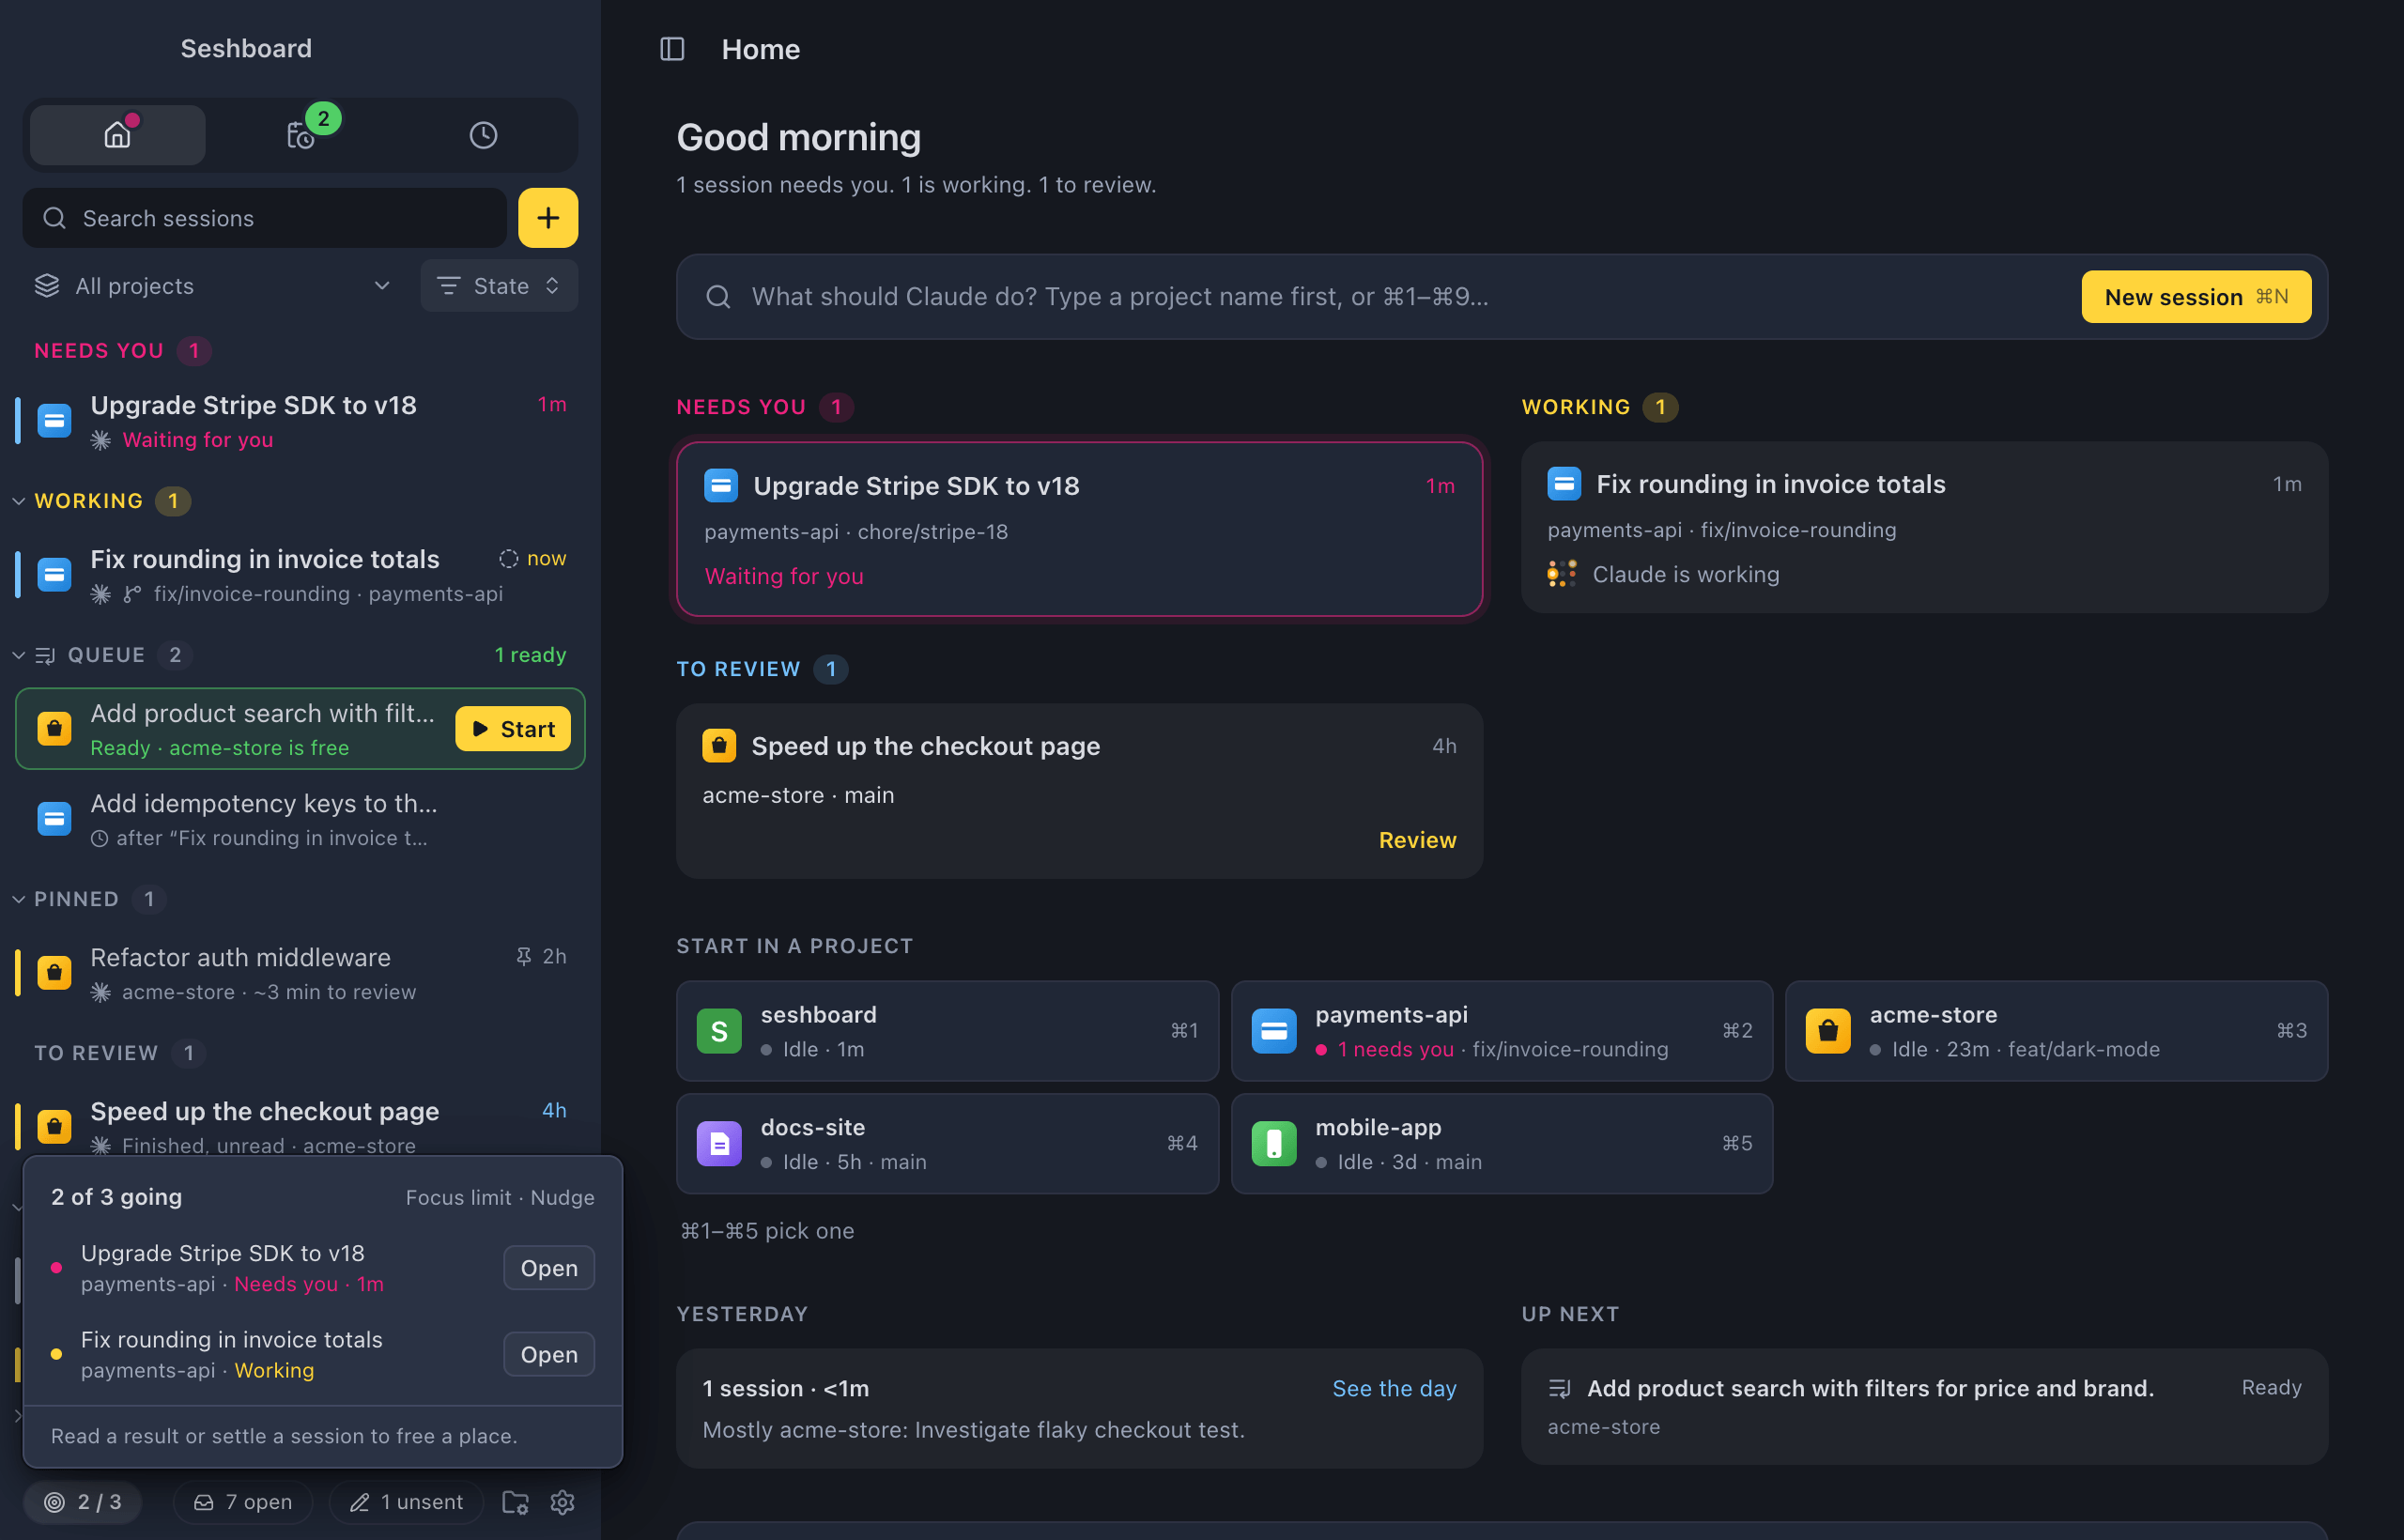 Seshboard
2
Search sessions
All projects
State
NEEDS YOU 1
Upgrade Stripe SDK to v18 1m
Waiting for you
WORKING 1
Fix rounding in invoice totals now
fix/invoice-rounding · payments-api
QUEUE 2 1 ready
Add product search with filt...
Ready · acme-store is free
Start
Add idempotency keys to th...
after “Fix rounding in invoice t...
PINNED 1
Refactor auth middleware 2h
acme-store · ~3 min to review
TO REVIEW 1
Speed up the checkout page 4h
Finished, unread · acme-store
2 of 3 going Focus limit · Nudge
Upgrade Stripe SDK to v18
payments-api · Needs you · 1m
Open
Fix rounding in invoice totals
payments-api · Working
Open
Read a result or settle a session to free a place.
2 / 3 7 open 1 unsent
Home
Good morning
1 session needs you. 1 is working. 1 to review.
What should Claude do? Type a project name first, or ⌘1–⌘9... New session ⌘N
NEEDS YOU 1
Upgrade Stripe SDK to v18 1m
payments-api · chore/stripe-18
Waiting for you
WORKING 1
Fix rounding in invoice totals 1m
payments-api · fix/invoice-rounding
Claude is working
TO REVIEW 1
Speed up the checkout page 4h
acme-store · main
Review
START IN A PROJECT
S
seshboard ⌘1
Idle · 1m
payments-api ⌘2
1 needs you · fix/invoice-rounding
acme-store ⌘3
Idle · 23m · feat/dark-mode
docs-site ⌘4
Idle · 5h · main
mobile-app ⌘5
Idle · 3d · main
⌘1–⌘5 pick one
YESTERDAY
1 session · <1m See the day
Mostly acme-store: Investigate flaky checkout test.
UP NEXT
Add product search with filters for price and brand. Ready
acme-store